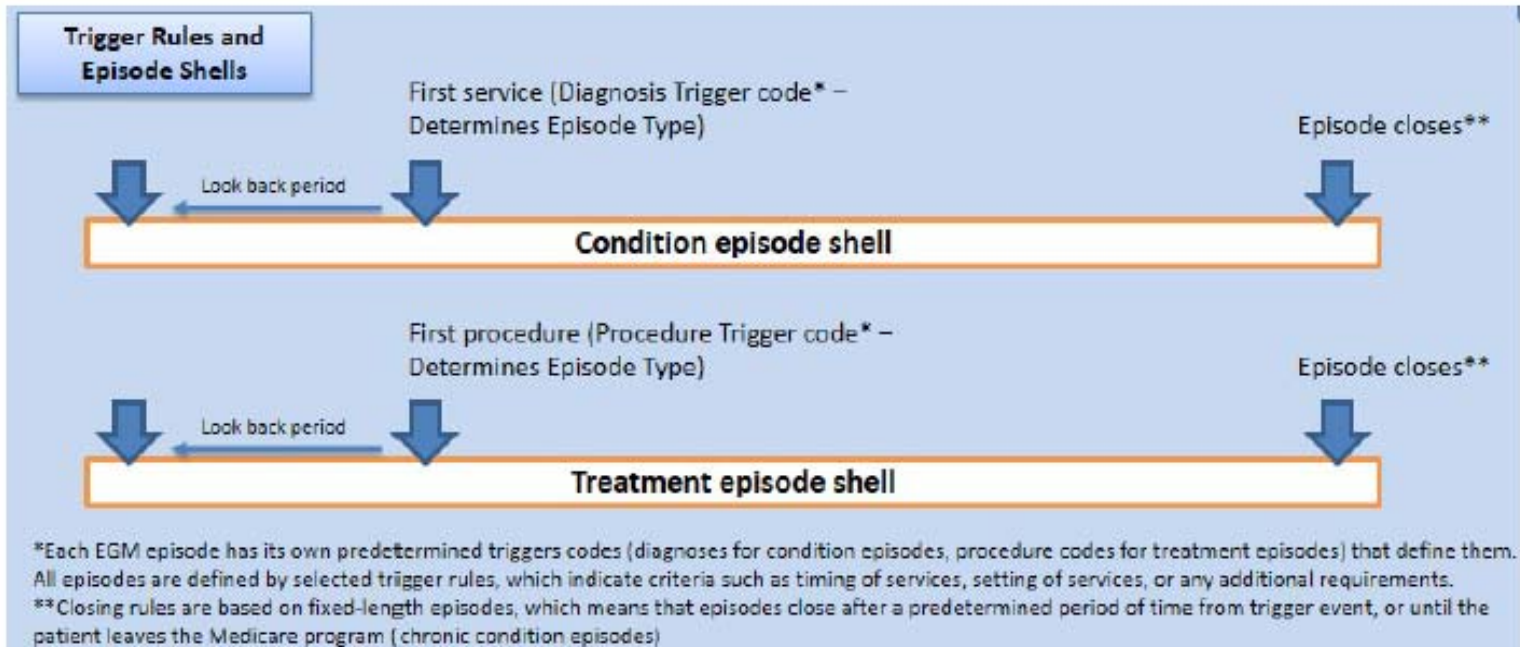 Trigger Rules and
Episode Shells
First service (Diagnosis Trigger code* –
Determines Episode Type)
Episode closes**
Look back period
Condition episode shell
First procedure (Procedure Trigger code* –
Determines Episode Type)
Episode closes**
Look back period
Treatment episode shell
*Each EGM episode has its own predetermined triggers codes (diagnoses for condition episodes, procedure codes for treatment episodes) that define them.
All episodes are defined by selected trigger rules, which indicate criteria such as timing of services, setting of services, or any additional requirements.
**Closing rules are based on fixed-length episodes, which means that episodes close after a predetermined period of time from trigger event, or until the
patient leaves the Medicare program (chronic condition episodes)